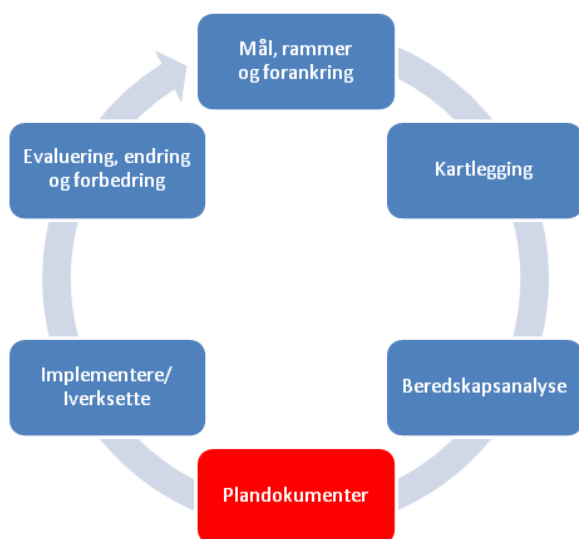 Mål, rammer
og forankring
Kartlegging
Beredskapsanalyse
Plandokumenter
Implementere/
Iverksette
Evaluering, endring
og forbedring